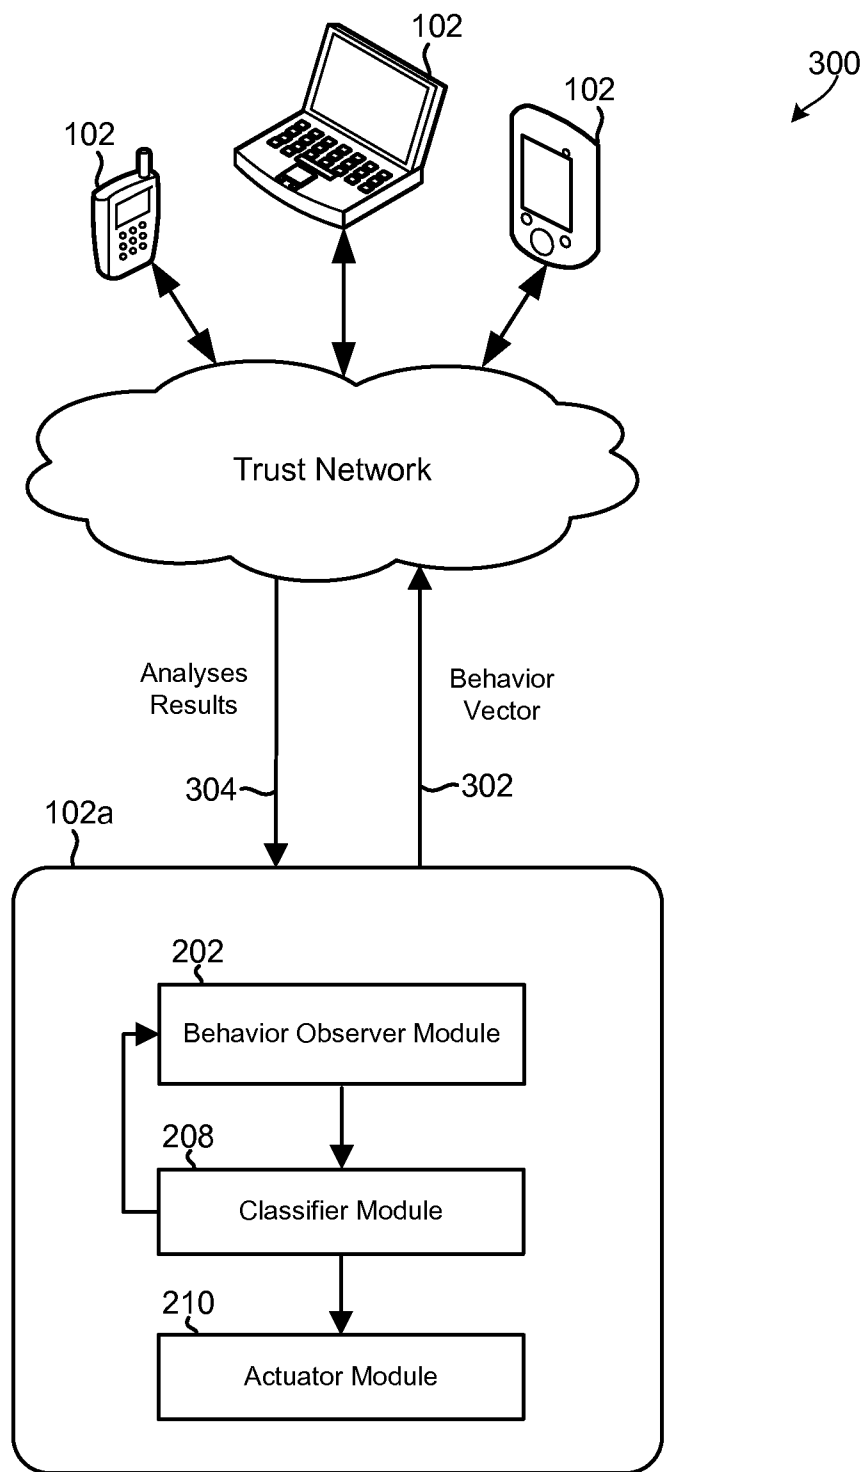 102
300
102
102
Trust Network
Analyses
Results
Behavior
Vector
304
302
102a
202
Behavior Observer Module
208
Classifier Module
210
Actuator Module